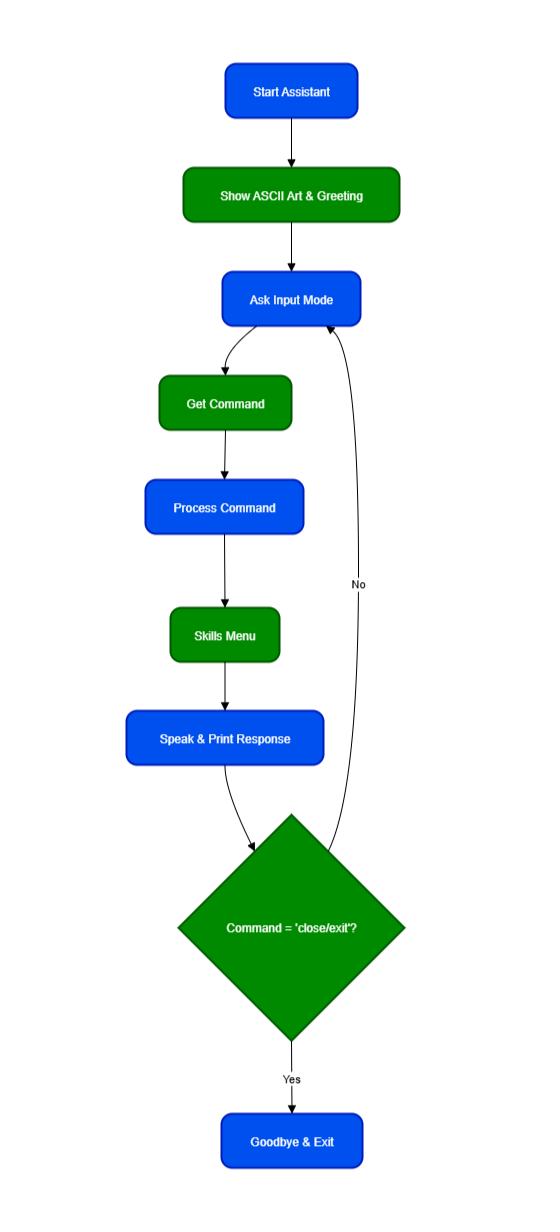 Start Assistant
Show ASCII Art & Greeting
Ask Input Mode
Get Command
Process Command
No
Skills Menu
Speak & Print Response
Command = 'close/exit'?
Yes
Goodbye & Exit